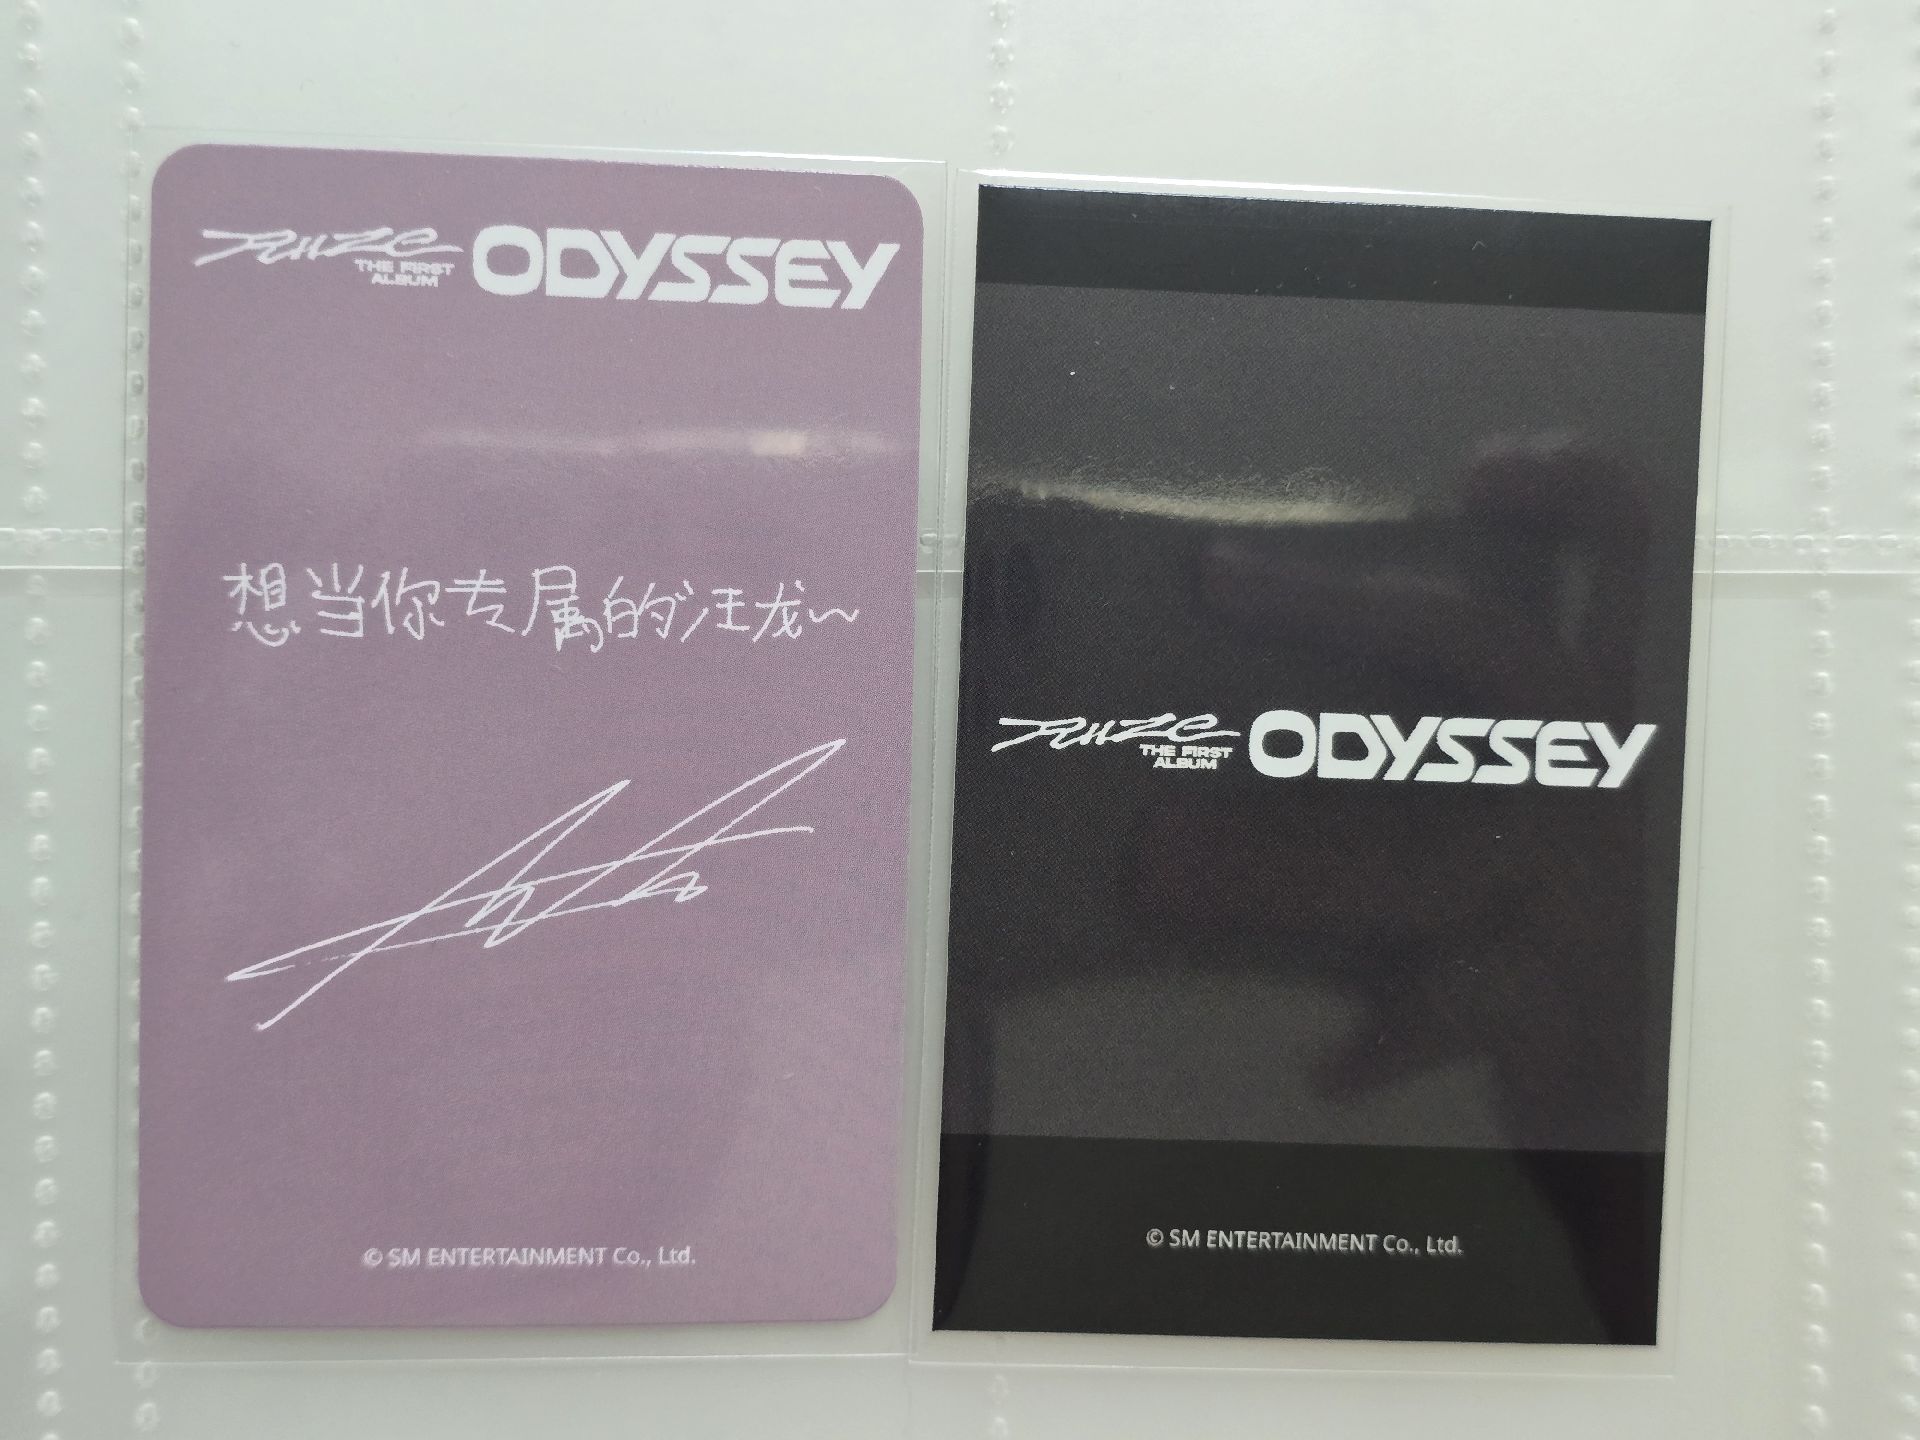 RIIZE
THE FIRST
ALBUM
ODYSSEY
想当你专属的汪龙~
© SM ENTERTAINMENT Co., Ltd.
RIIZE
THE FIRST
ALBUM
ODYSSEY
© SM ENTERTAINMENT Co., Ltd.